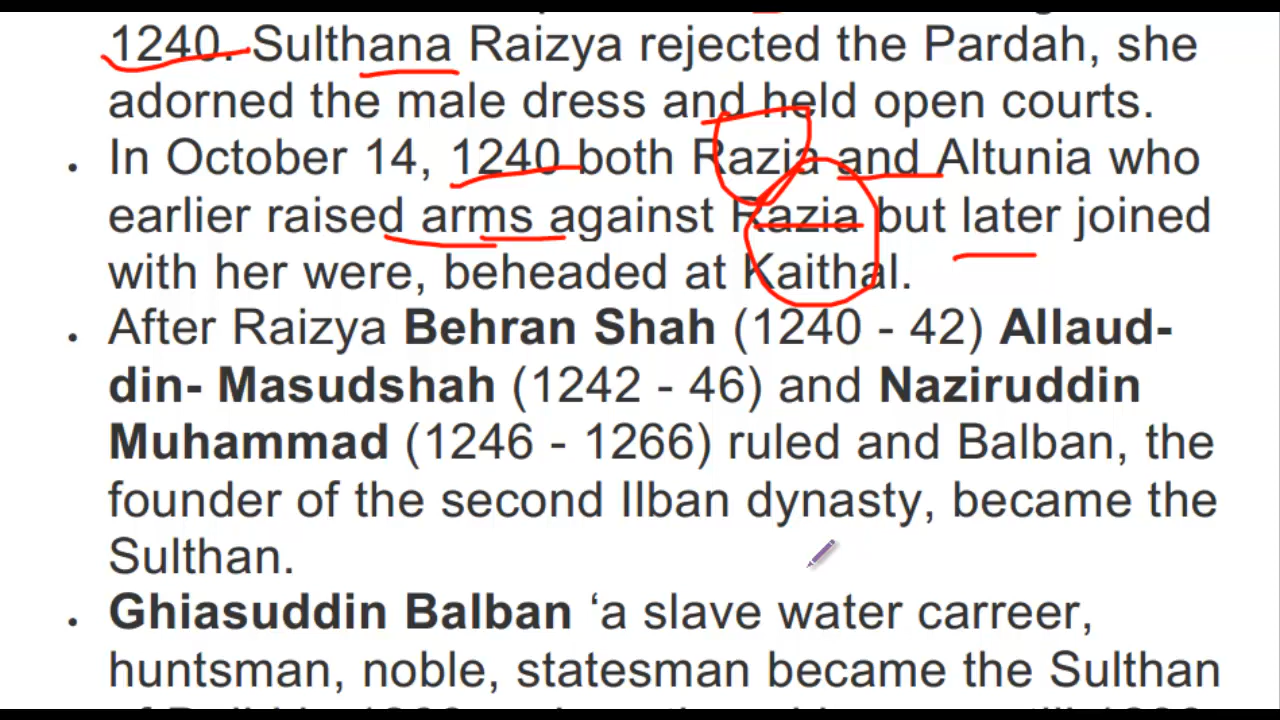 1240. Sulthana Raizya rejected the Pardah, she
adorned the male dress and held open courts.
• In October 14, 1240 both Razia and Altunia who
earlier raised arms against Razia but later joined
with her were, beheaded at Kaithal.
• After Raizya Behran Shah (1240 - 42) Allaud-
din- Masudshah (1242 - 46) and Naziruddin
Muhammad (1246 - 1266) ruled and Balban, the
founder of the second Ilban dynasty, became the
Sulthan.
• Ghiasuddin Balban ‘a slave water carreer,
huntsman, noble, statesman became the Sulthan